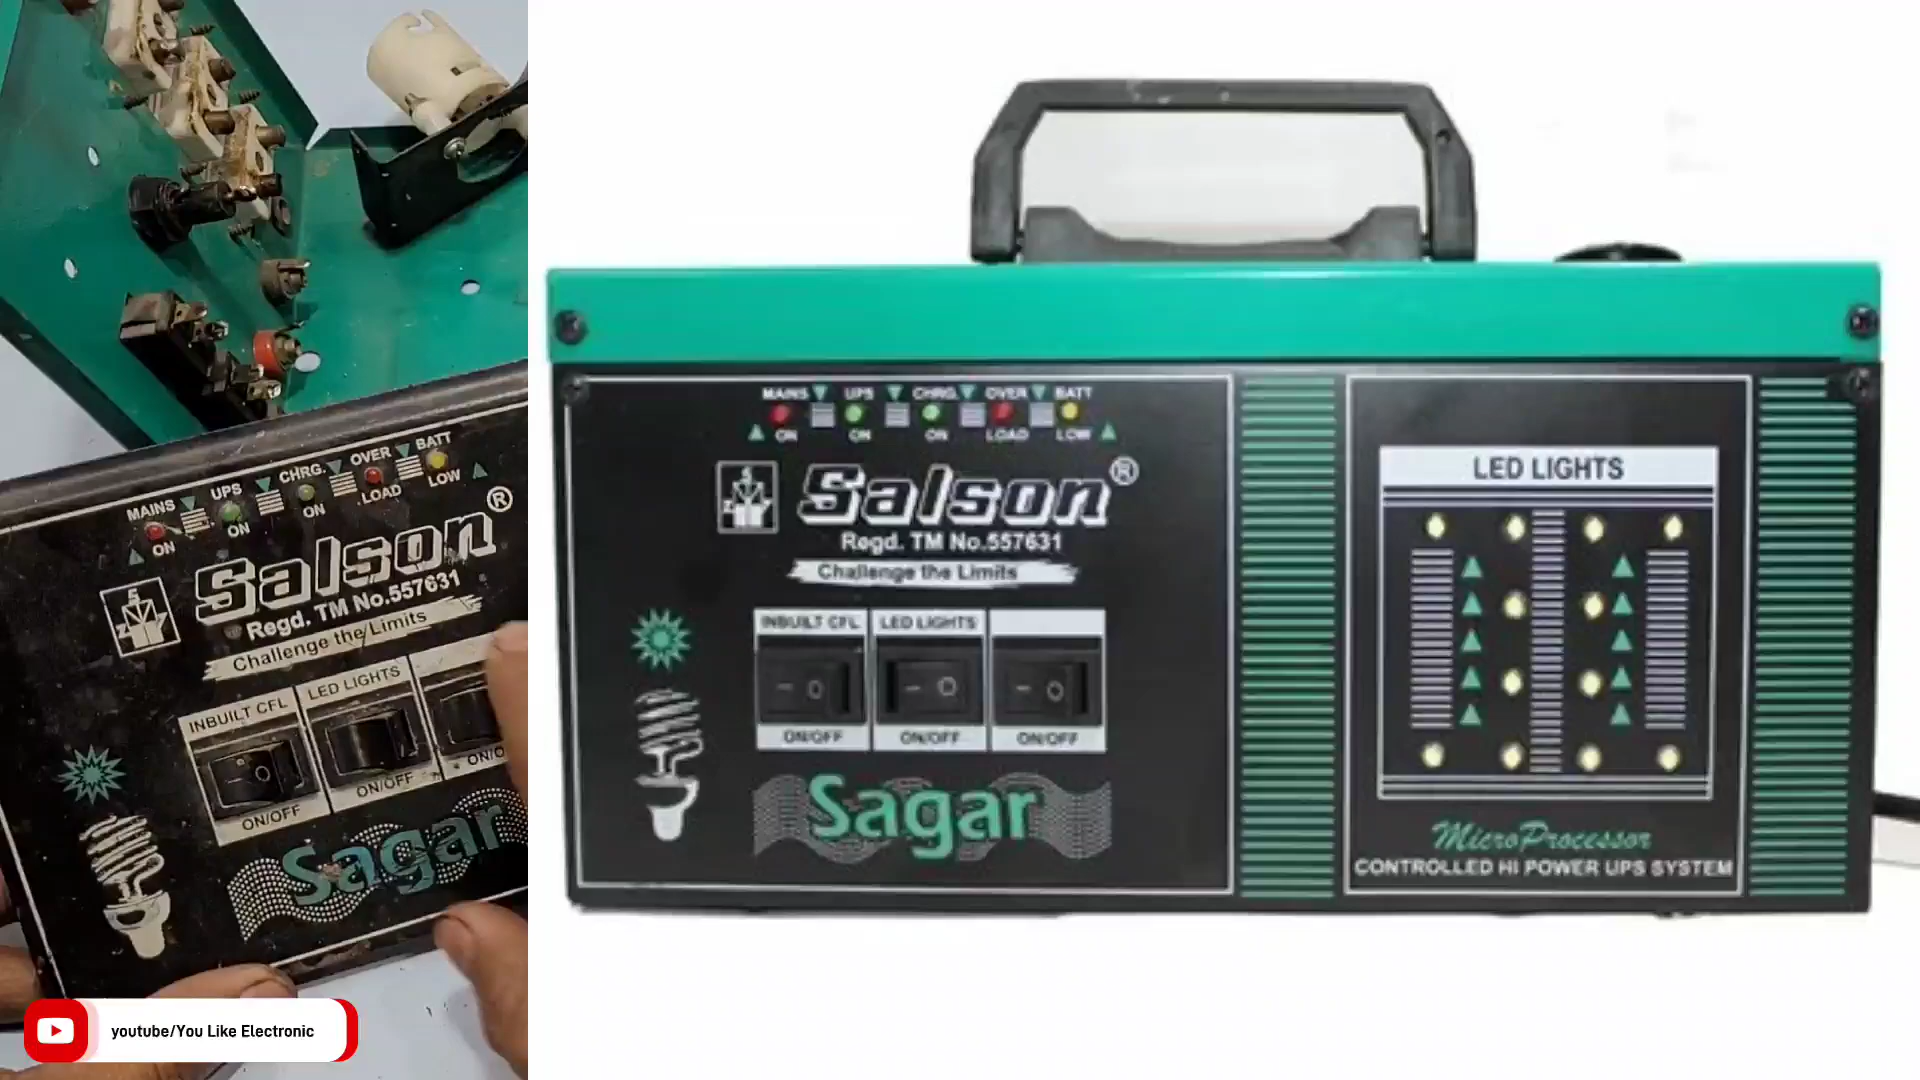 MAINS UPS CHRG. OVER BATT
ON ON ON LOAD LOW
S
Z
Salson®
Regd. TM No.557631
Challenge the Limits
INBUILT CFL LED LIGHTS
ON/OFF ON/OFF
Sagar
youtube/You Like Electronic
MAINS UPS CHRG. OVER BATT
ON ON ON LOAD LOW
S
Z
Salson®
Regd. TM No.557631
Challenge the Limits
INBUILT CFL LED LIGHTS
ON/OFF ON/OFF ON/OFF
Sagar
LED LIGHTS
MicroProcessor
CONTROLLED HI POWER UPS SYSTEM